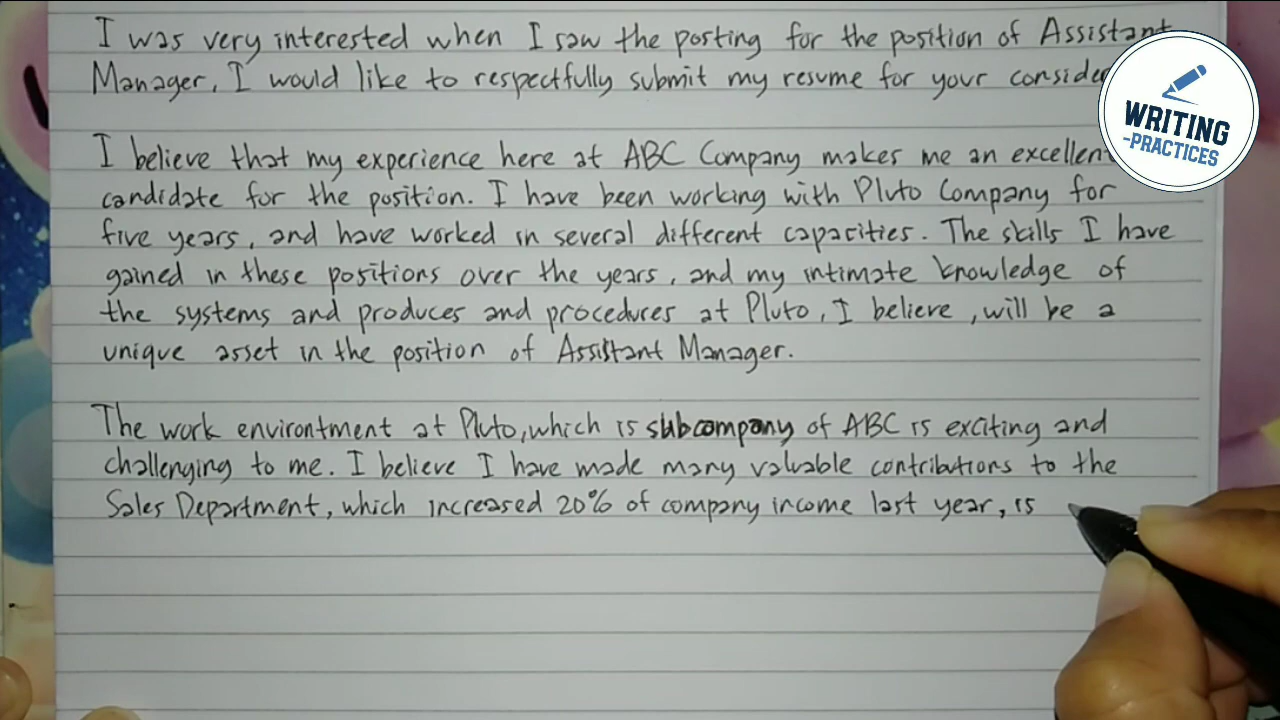 I was very interested when I saw the posting for the position of Assistant
Manager, I would like to respectfully submit my resume for your
I believe that my experience here at ABC Company makes me an
candidate for the position. I have been working with Pluto Company for
five years, and have worked in several different capacities. The skills I have
gained in these positions over the years, and my intimate knowledge of
the systems and produces and procedures at Pluto, I believe, will be a
unique asset in the position of Assistant Manager.
The work environtment at Pluto, which is subcompany of ABC is exciting and
challenging to me. I believe I have made many valuable contributions to the
Sales Department, which increased 20% of company income last year, is
WRITING
-PRACTICES